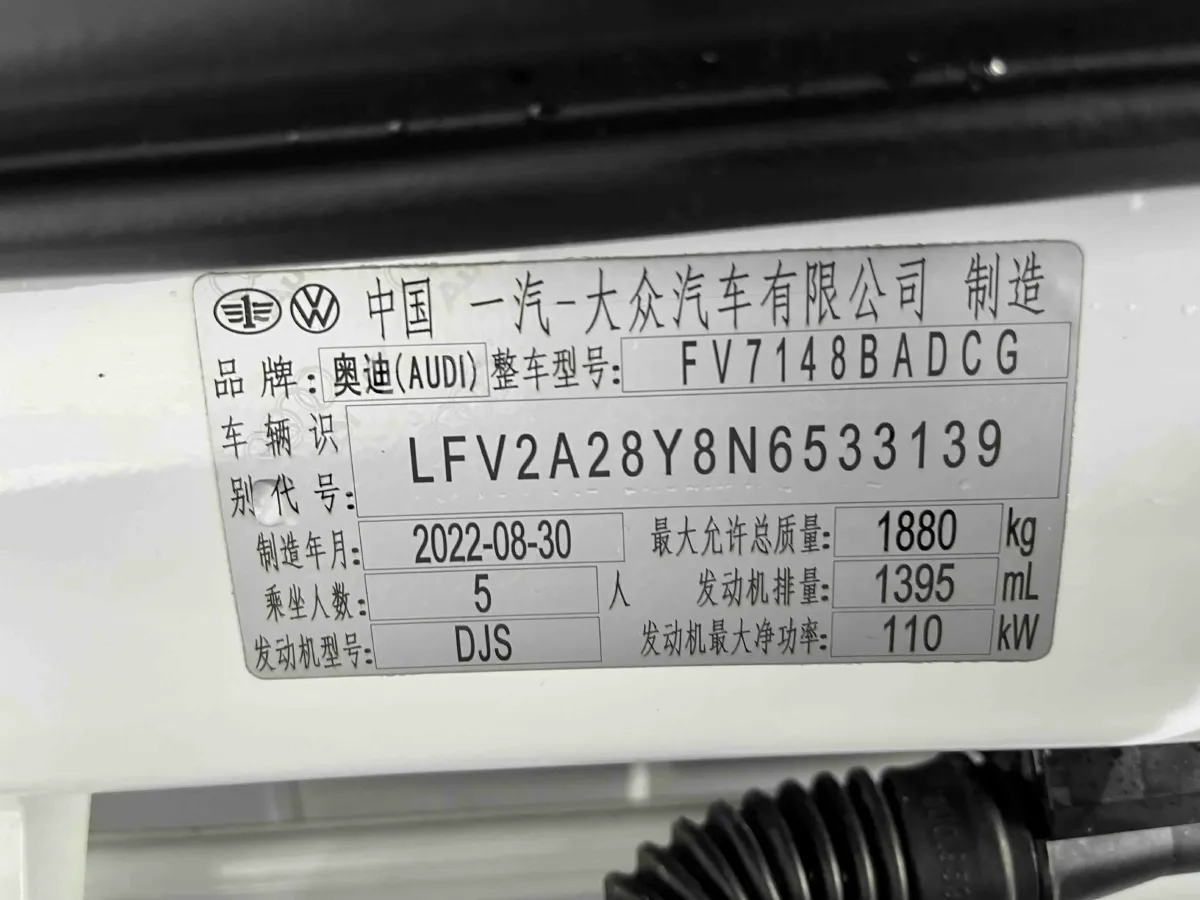 中国 一汽-大众汽车有限公司 制造
品牌: 奥迪(AUDI) 整车型号: FV7148BADCG
车辆识别代号: LFV2A28Y8N6533139
制造年月: 2022-08-30 最大允许总质量: 1880 kg
乘坐人数: 5 人 发动机排量: 1395 mL
发动机型号: DJS 发动机最大净功率: 110 kW